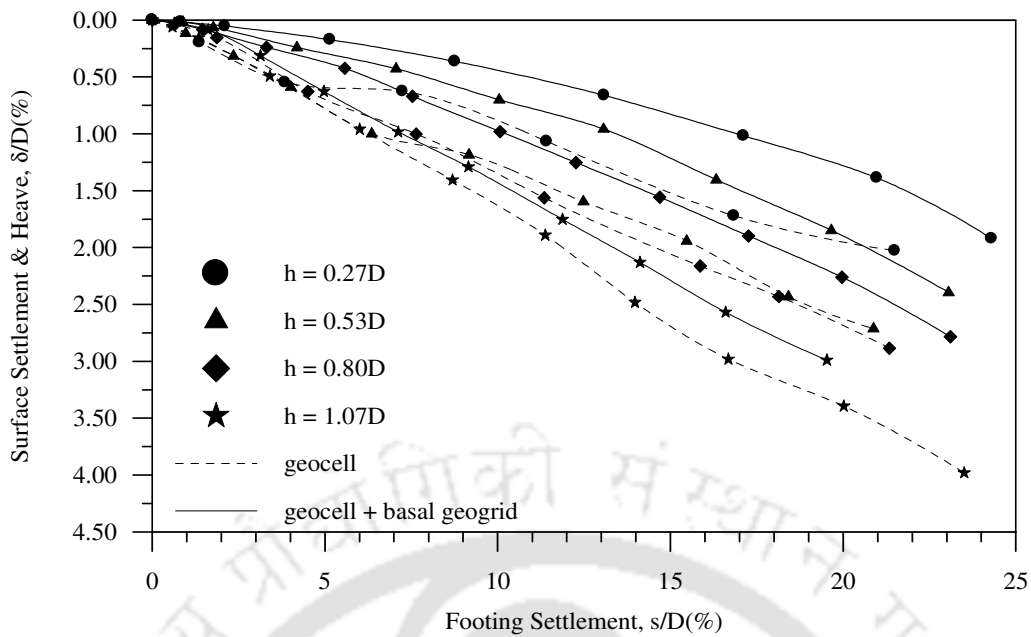 0.00
0.50
1.00
1.50
2.00
2.50
3.00
3.50
4.00
4.50
Surface Settlement & Heave, δ/D(%)
h = 0.27D
h = 0.53D
h = 0.80D
h = 1.07D
geocell
geocell + basal geogrid
0 5 10 15 20 25
Footing Settlement, s/D(%)
प्रौद्योगिकी संस्थान